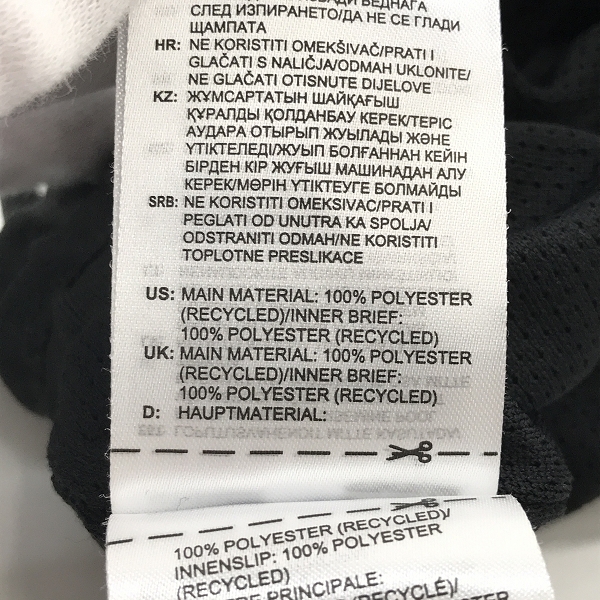 СЛЕД ИЗПИРАНЕТО/ДА НЕ СЕ ГЛАДИ
ЩАМПАТА
HR: NE KORISTITI OMEKŠIVAČ/PRATI I
GLAČATI S NALIČJA/ODMAH UKLONITE/
NE GLAČATI OTISNUTE DIJELOVE
KZ: ЖҰМСАРТАТЫН ШАЙҚАҒЫШ
ҚҰРАЛДЫ ҚОЛДАНБАУ КЕРЕК/ТЕРІС
АУДАРА ОТЫРЫП ЖУЫЛАДЫ ЖӘНЕ
ҮТІКТЕЛЕДІ/ЖУЫП БОЛҒАННАН КЕЙІН
БІРДЕН КІР ЖУҒЫШ МАШИНАДАН АЛУ
КЕРЕК/МӨРІН ҮТІКТЕУГЕ БОЛМАЙДЫ
SRB: NE KORISTITI OMEKSIVAC/PRATI I
PEGLATI OD UNUTRA KA SPOLJA/
ODSTRANITI ODMAH/NE KORISTITI
TOPLOTNE PRESLIKACE
US: MAIN MATERIAL: 100% POLYESTER
(RECYCLED)/INNER BRIEF:
100% POLYESTER (RECYCLED)
UK: MAIN MATERIAL: 100% POLYESTER
(RECYCLED)/INNER BRIEF:
100% POLYESTER (RECYCLED)
D: HAUPTMATERIAL:
100% POLYESTER (RECYCLED)/
INNENSLIP: 100% POLYESTER
(RECYCLED)
PRINCIPALE:
POLYESTER (RECYCLÉ)/